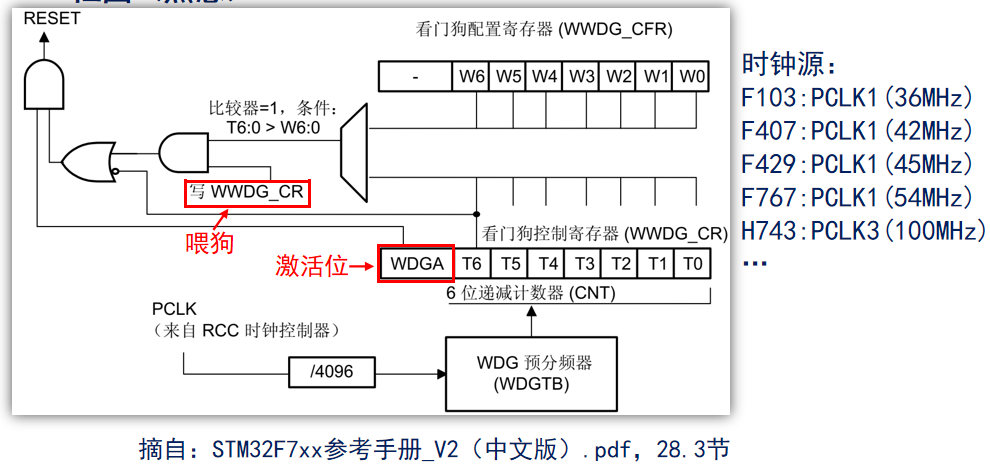 RESET
看门狗配置寄存器 (WWDG_CFR)
- W6 W5 W4 W3 W2 W1 W0
比较器=1，条件：
T6:0 > W6:0
写 WWDG_CR
喂狗
看门狗控制寄存器 (WWDG_CR)
激活位
WDGA T6 T5 T4 T3 T2 T1 T0
6 位递减计数器 (CNT)
PCLK
（来自 RCC 时钟控制器）
/4096
WDG 预分频器
(WDGTB)
时钟源：
F103:PCLK1(36MHz)
F407:PCLK1(42MHz)
F429:PCLK1(45MHz)
F767:PCLK1(54MHz)
H743:PCLK3(100MHz)
…
摘自：STM32F7xx参考手册_V2（中文版）.pdf，28.3节